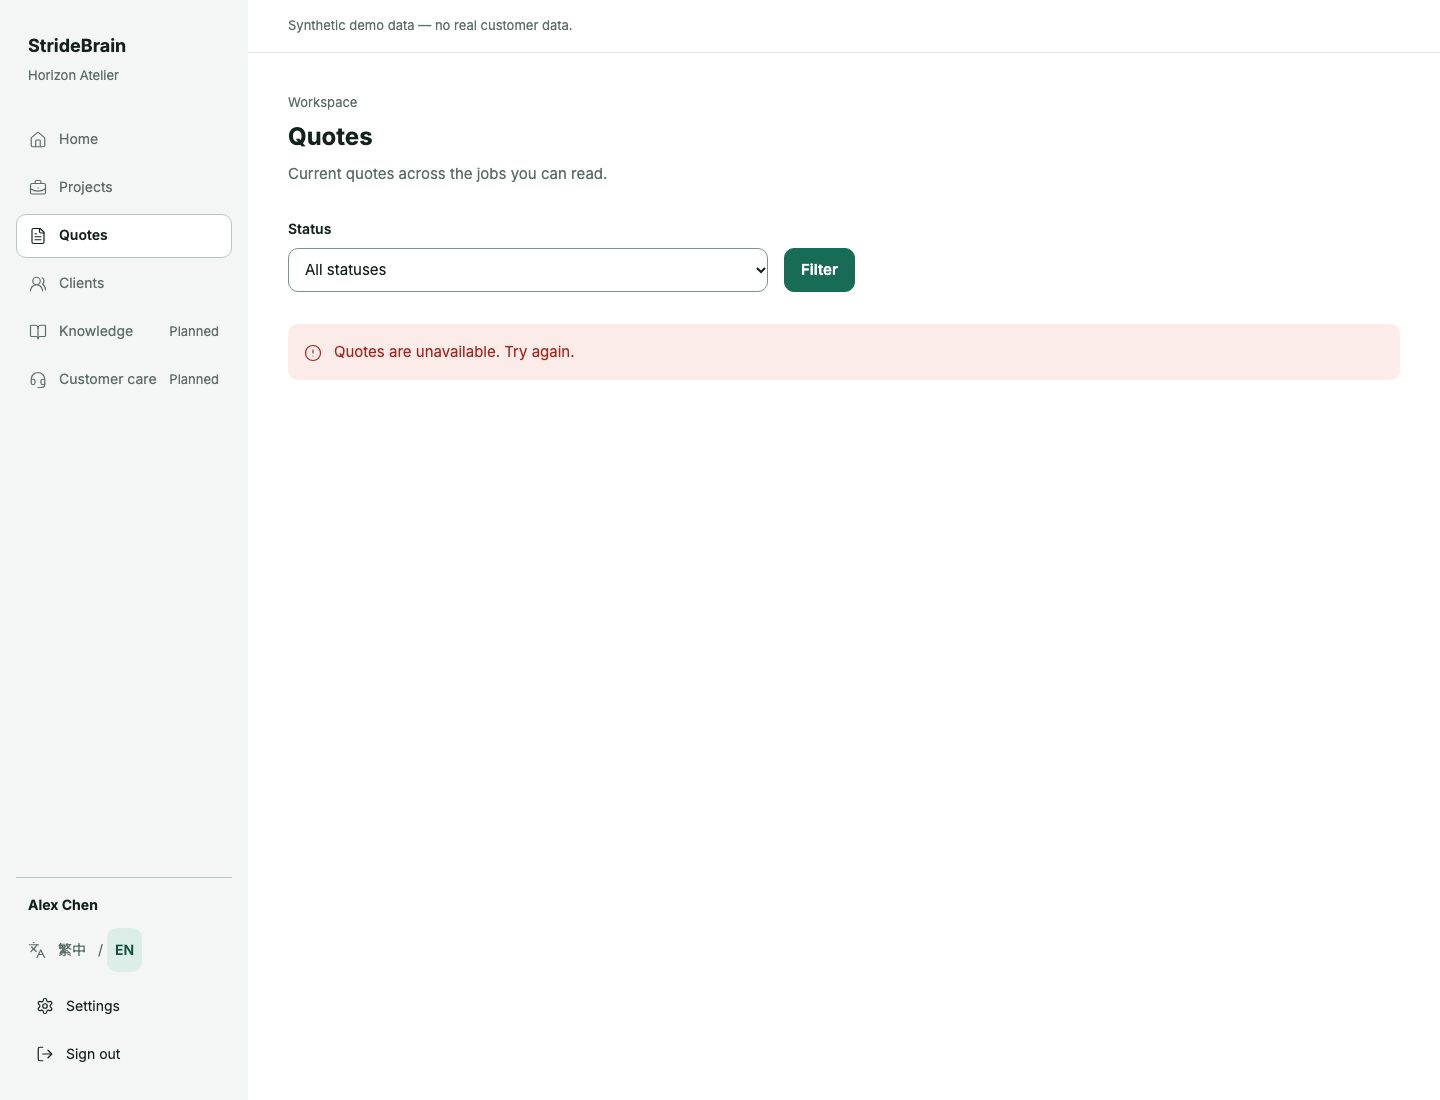 StrideBrain
Horizon Atelier
Home
Projects
Quotes
Clients
Knowledge Planned
Customer care Planned
Alex Chen
繁中 / EN
Settings
Sign out
Synthetic demo data — no real customer data.
Workspace
Quotes
Current quotes across the jobs you can read.
Status
All statuses Filter
Quotes are unavailable. Try again.